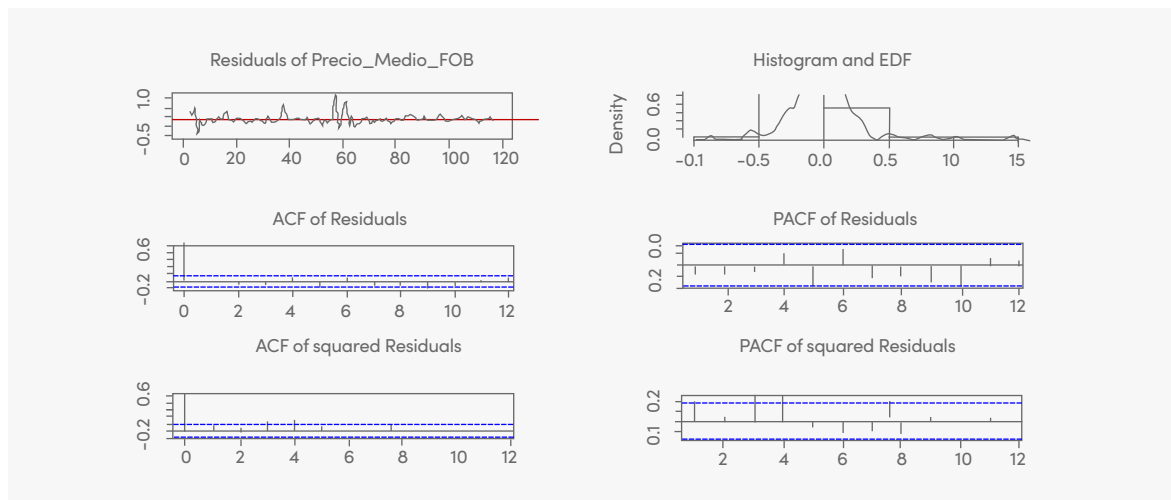 Residuals of Precio_Medio_FOB
1.0
-0.5
0 20 40 60 80 100 120
Histogram and EDF
Density
0.6
0.0
-0.1 -0.5 0.0 0.5 10 15
ACF of Residuals
0.6
-0.2
0 2 4 6 8 10 12
PACF of Residuals
0.0
0.2
2 4 6 8 10 12
ACF of squared Residuals
0.6
-0.2
0 2 4 6 8 10 12
PACF of squared Residuals
0.2
0.1
2 4 6 8 10 12